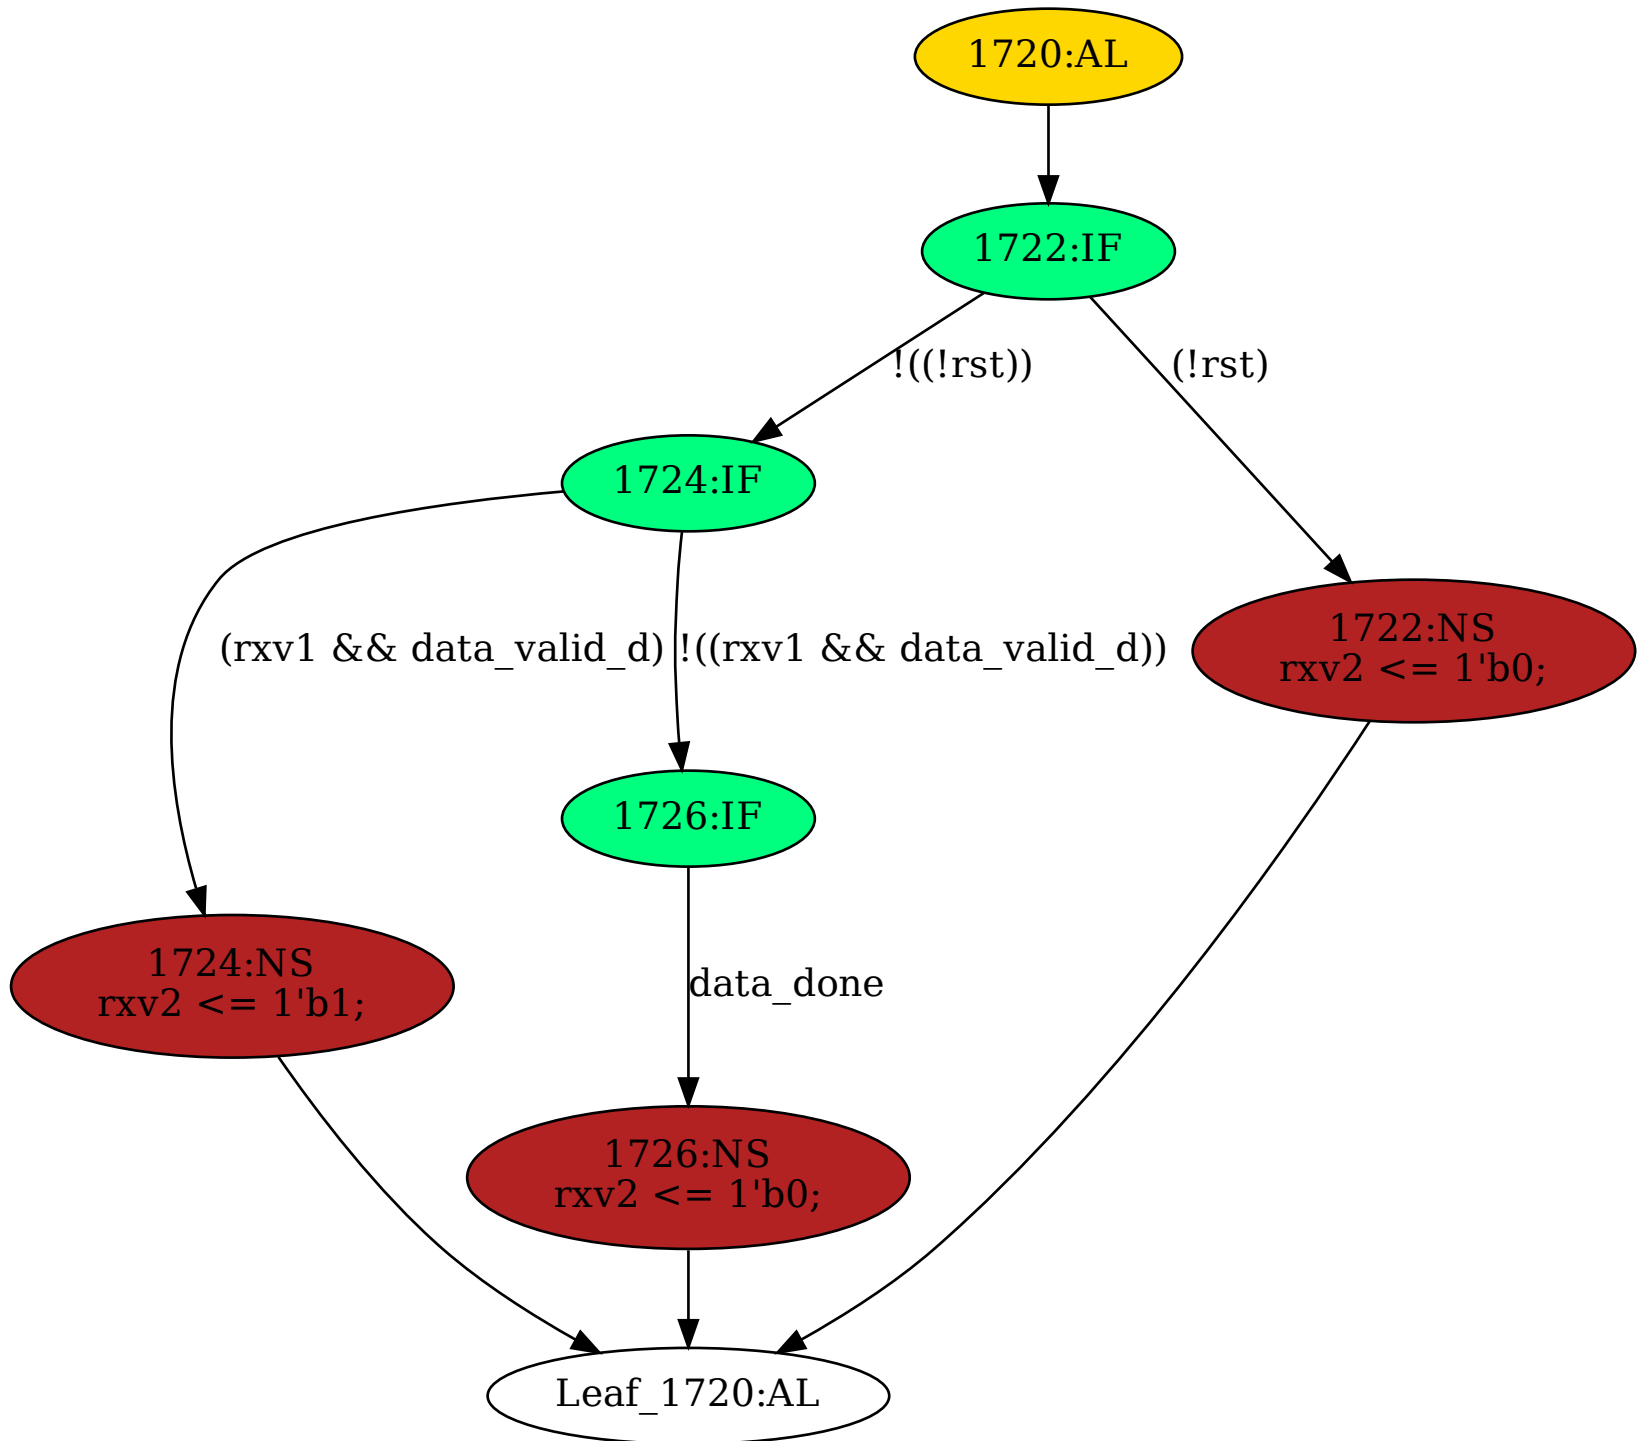 1720:AL
1722:IF
!((!rst))
(!rst)
1724:IF
(rxv1 && data_valid_d)
!((rxv1 && data_valid_d))
1722:NS
rxv2 <= 1'b0;
1726:IF
1724:NS
rxv2 <= 1'b1;
data_done
1726:NS
rxv2 <= 1'b0;
Leaf_1720:AL